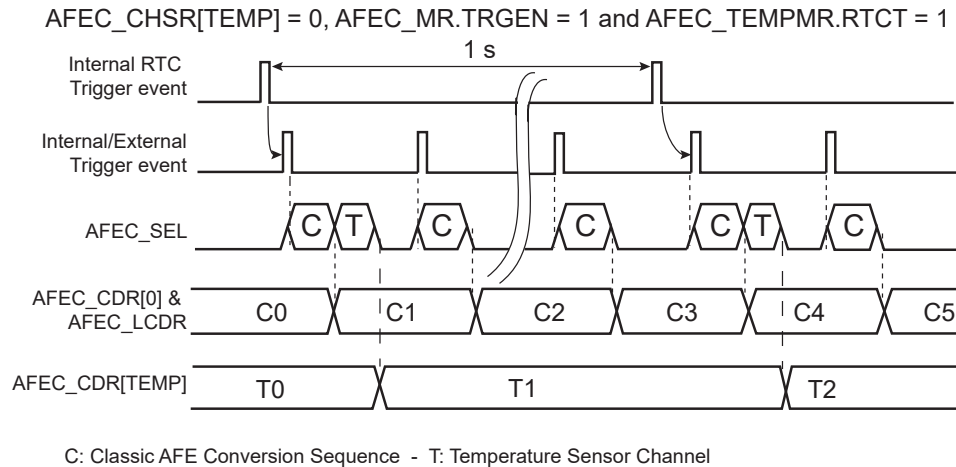 AFEC_CHSR[TEMP] = 0, AFEC_MR.TRGEN = 1 and AFEC_TEMPMR.RTCT = 1
1 s
Internal RTC
Trigger event
Internal/External
Trigger event
AFEC_SEL
C T C C C T C
AFEC_CDR[0] &
AFEC_LCDR
C0 C1 C2 C3 C4 C5
AFEC_CDR[TEMP]
T0 T1 T2
C: Classic AFE Conversion Sequence - T: Temperature Sensor Channel